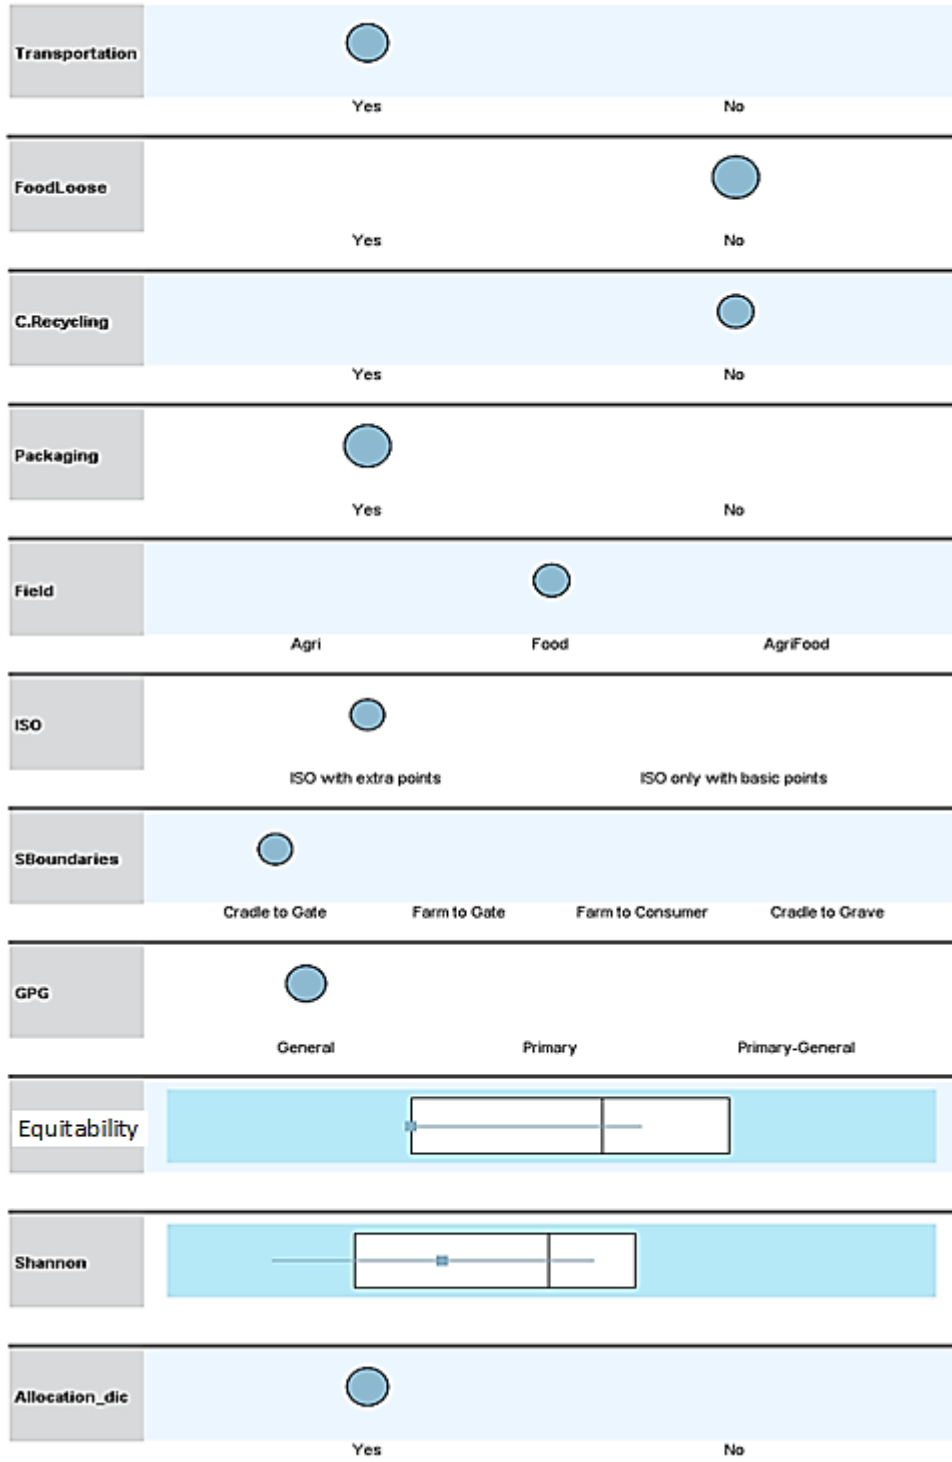 Transportation
Yes No
FoodLoose
Yes No
C.Recycling
Yes No
Packaging
Yes No
Field
Agri Food AgriFood
ISO
ISO with extra points ISO only with basic points
SBoundaries
Cradle to Gate Farm to Gate Farm to Consumer Cradle to Grave
GPG
General Primary Primary-General
Equitability
Shannon
Allocation_dic
Yes No